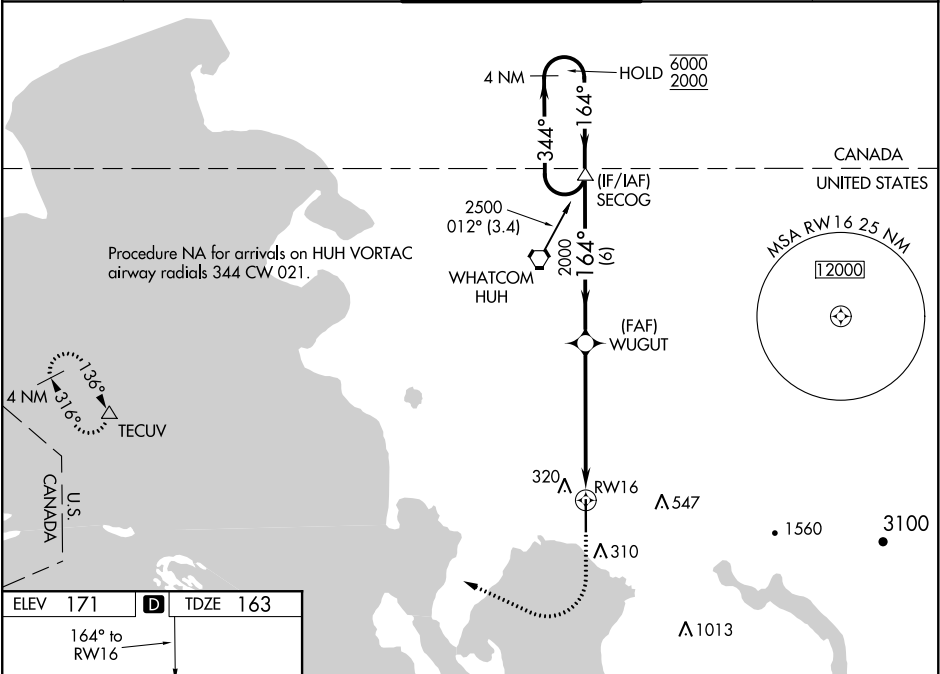 4 NM
HOLD
6000
2000
344°
164°
CANADA
UNITED STATES
(IF/IAF)
SECOG
2500
012° (3.4)
WHATCOM
HUH
2000
164°
(6)
Procedure NA for arrivals on HUH VORTAC
airway radials 344 CW 021.
MSA RW16 25 NM
12000
(FAF)
WUGUT
136°
4 NM
316°
TECUV
U.S.
CANADA
320
RW16
547
1560
3100
310
1013
ELEV 171 D TDZE 163
164° to
RW16